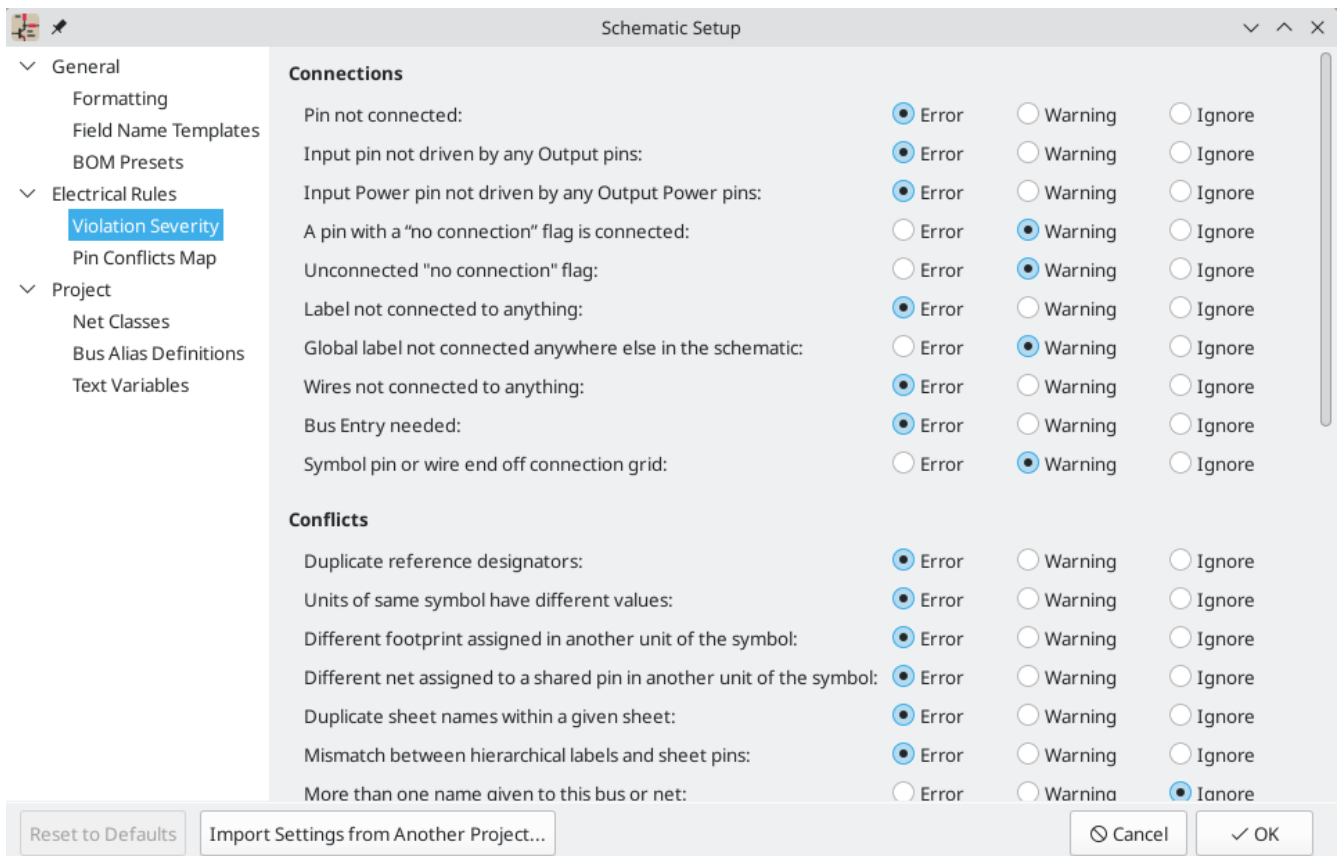 Schematic Setup
General
Formatting
Field Name Templates
BOM Presets
Electrical Rules
Violation Severity
Pin Conflicts Map
Project
Net Classes
Bus Alias Definitions
Text Variables
Connections
Pin not connected: Error Warning Ignore
Input pin not driven by any Output pins: Error Warning Ignore
Input Power pin not driven by any Output Power pins: Error Warning Ignore
A pin with a “no connection” flag is connected: Error Warning Ignore
Unconnected "no connection" flag: Error Warning Ignore
Label not connected to anything: Error Warning Ignore
Global label not connected anywhere else in the schematic: Error Warning Ignore
Wires not connected to anything: Error Warning Ignore
Bus Entry needed: Error Warning Ignore
Symbol pin or wire end off connection grid: Error Warning Ignore
Conflicts
Duplicate reference designators: Error Warning Ignore
Units of same symbol have different values: Error Warning Ignore
Different footprint assigned in another unit of the symbol: Error Warning Ignore
Different net assigned to a shared pin in another unit of the symbol: Error Warning Ignore
Duplicate sheet names within a given sheet: Error Warning Ignore
Mismatch between hierarchical labels and sheet pins: Error Warning Ignore
More than one name given to this bus or net: Error Warning Ignore
Reset to Defaults Import Settings from Another Project... Cancel OK